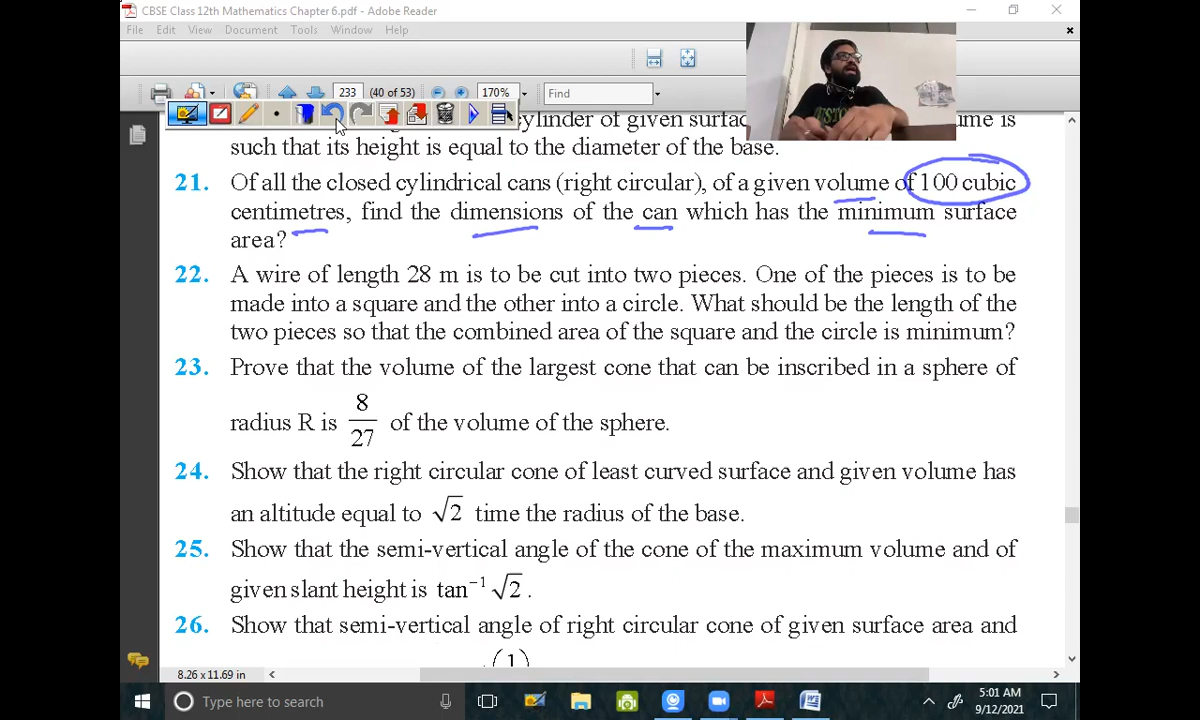 CBSE Class 12th Mathematics Chapter 6.pdf - Adobe Reader
File Edit View Document Tools Window Help
233 (40 of 53) 170% Find
cylinder of given surfac
ume is
such that its height is equal to the diameter of the base.
21. Of all the closed cylindrical cans (right circular), of a given volume of 100 cubic
centimetres, find the dimensions of the can which has the minimum surface
area?
22. A wire of length 28 m is to be cut into two pieces. One of the pieces is to be
made into a square and the other into a circle. What should be the length of the
two pieces so that the combined area of the square and the circle is minimum?
23. Prove that the volume of the largest cone that can be inscribed in a sphere of
radius R is 8/27 of the volume of the sphere.
24. Show that the right circular cone of least curved surface and given volume has
an altitude equal to √2 time the radius of the base.
25. Show that the semi-vertical angle of the cone of the maximum volume and of
given slant height is tan⁻¹ √2 .
26. Show that semi-vertical angle of right circular cone of given surface area and
(1)
8.26 x 11.69 in
Type here to search
5:01 AM
9/12/2021